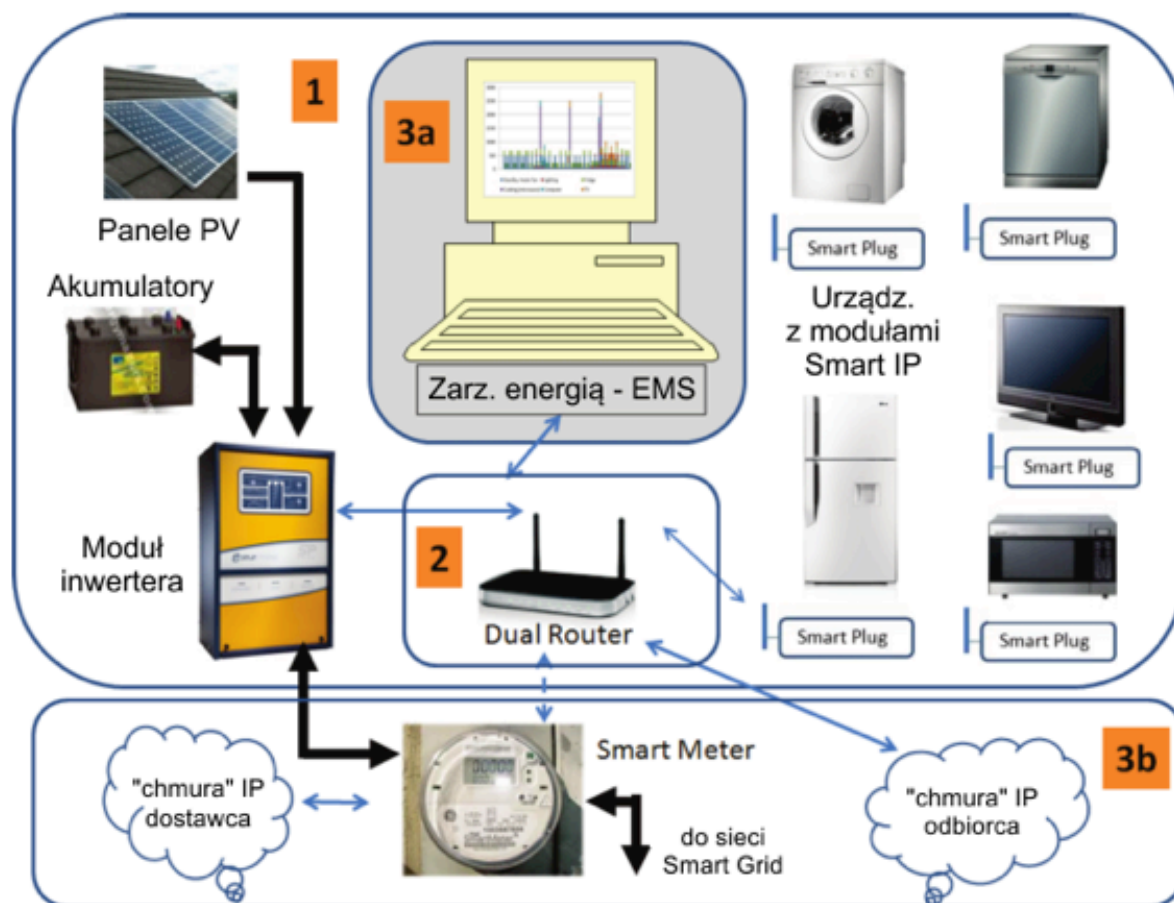 1
3a
Panele PV
Akumulatory
Zarz. energią - EMS
Smart Plug
Smart Plug
Urządz.
z modułami
Smart IP
Smart Plug
Moduł
inwertera
2
Dual Router
Smart Plug
Smart Plug
"chmura" IP
dostawca
Smart Meter
00000
do sieci
Smart Grid
"chmura" IP
odbiorca
3b